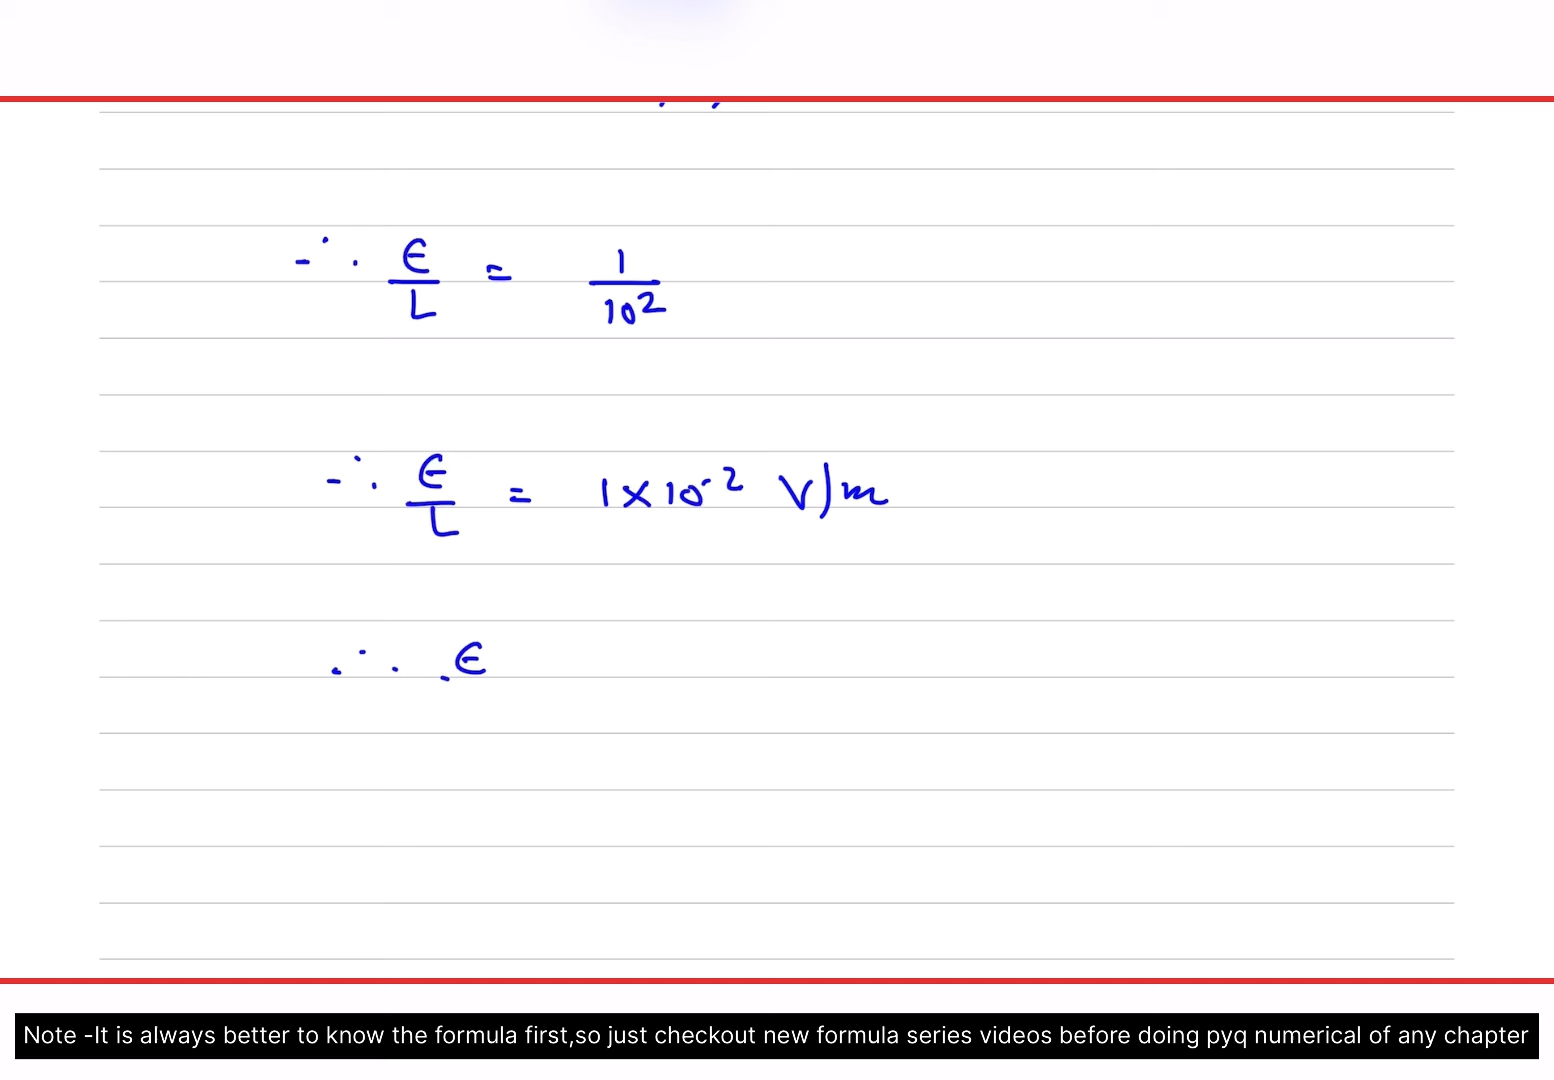 ∴ E/L = 1/10²
∴ E/L = 1×10⁻² V/m
∴ E
Note -It is always better to know the formula first,so just checkout new formula series videos before doing pyq numerical of any chapter